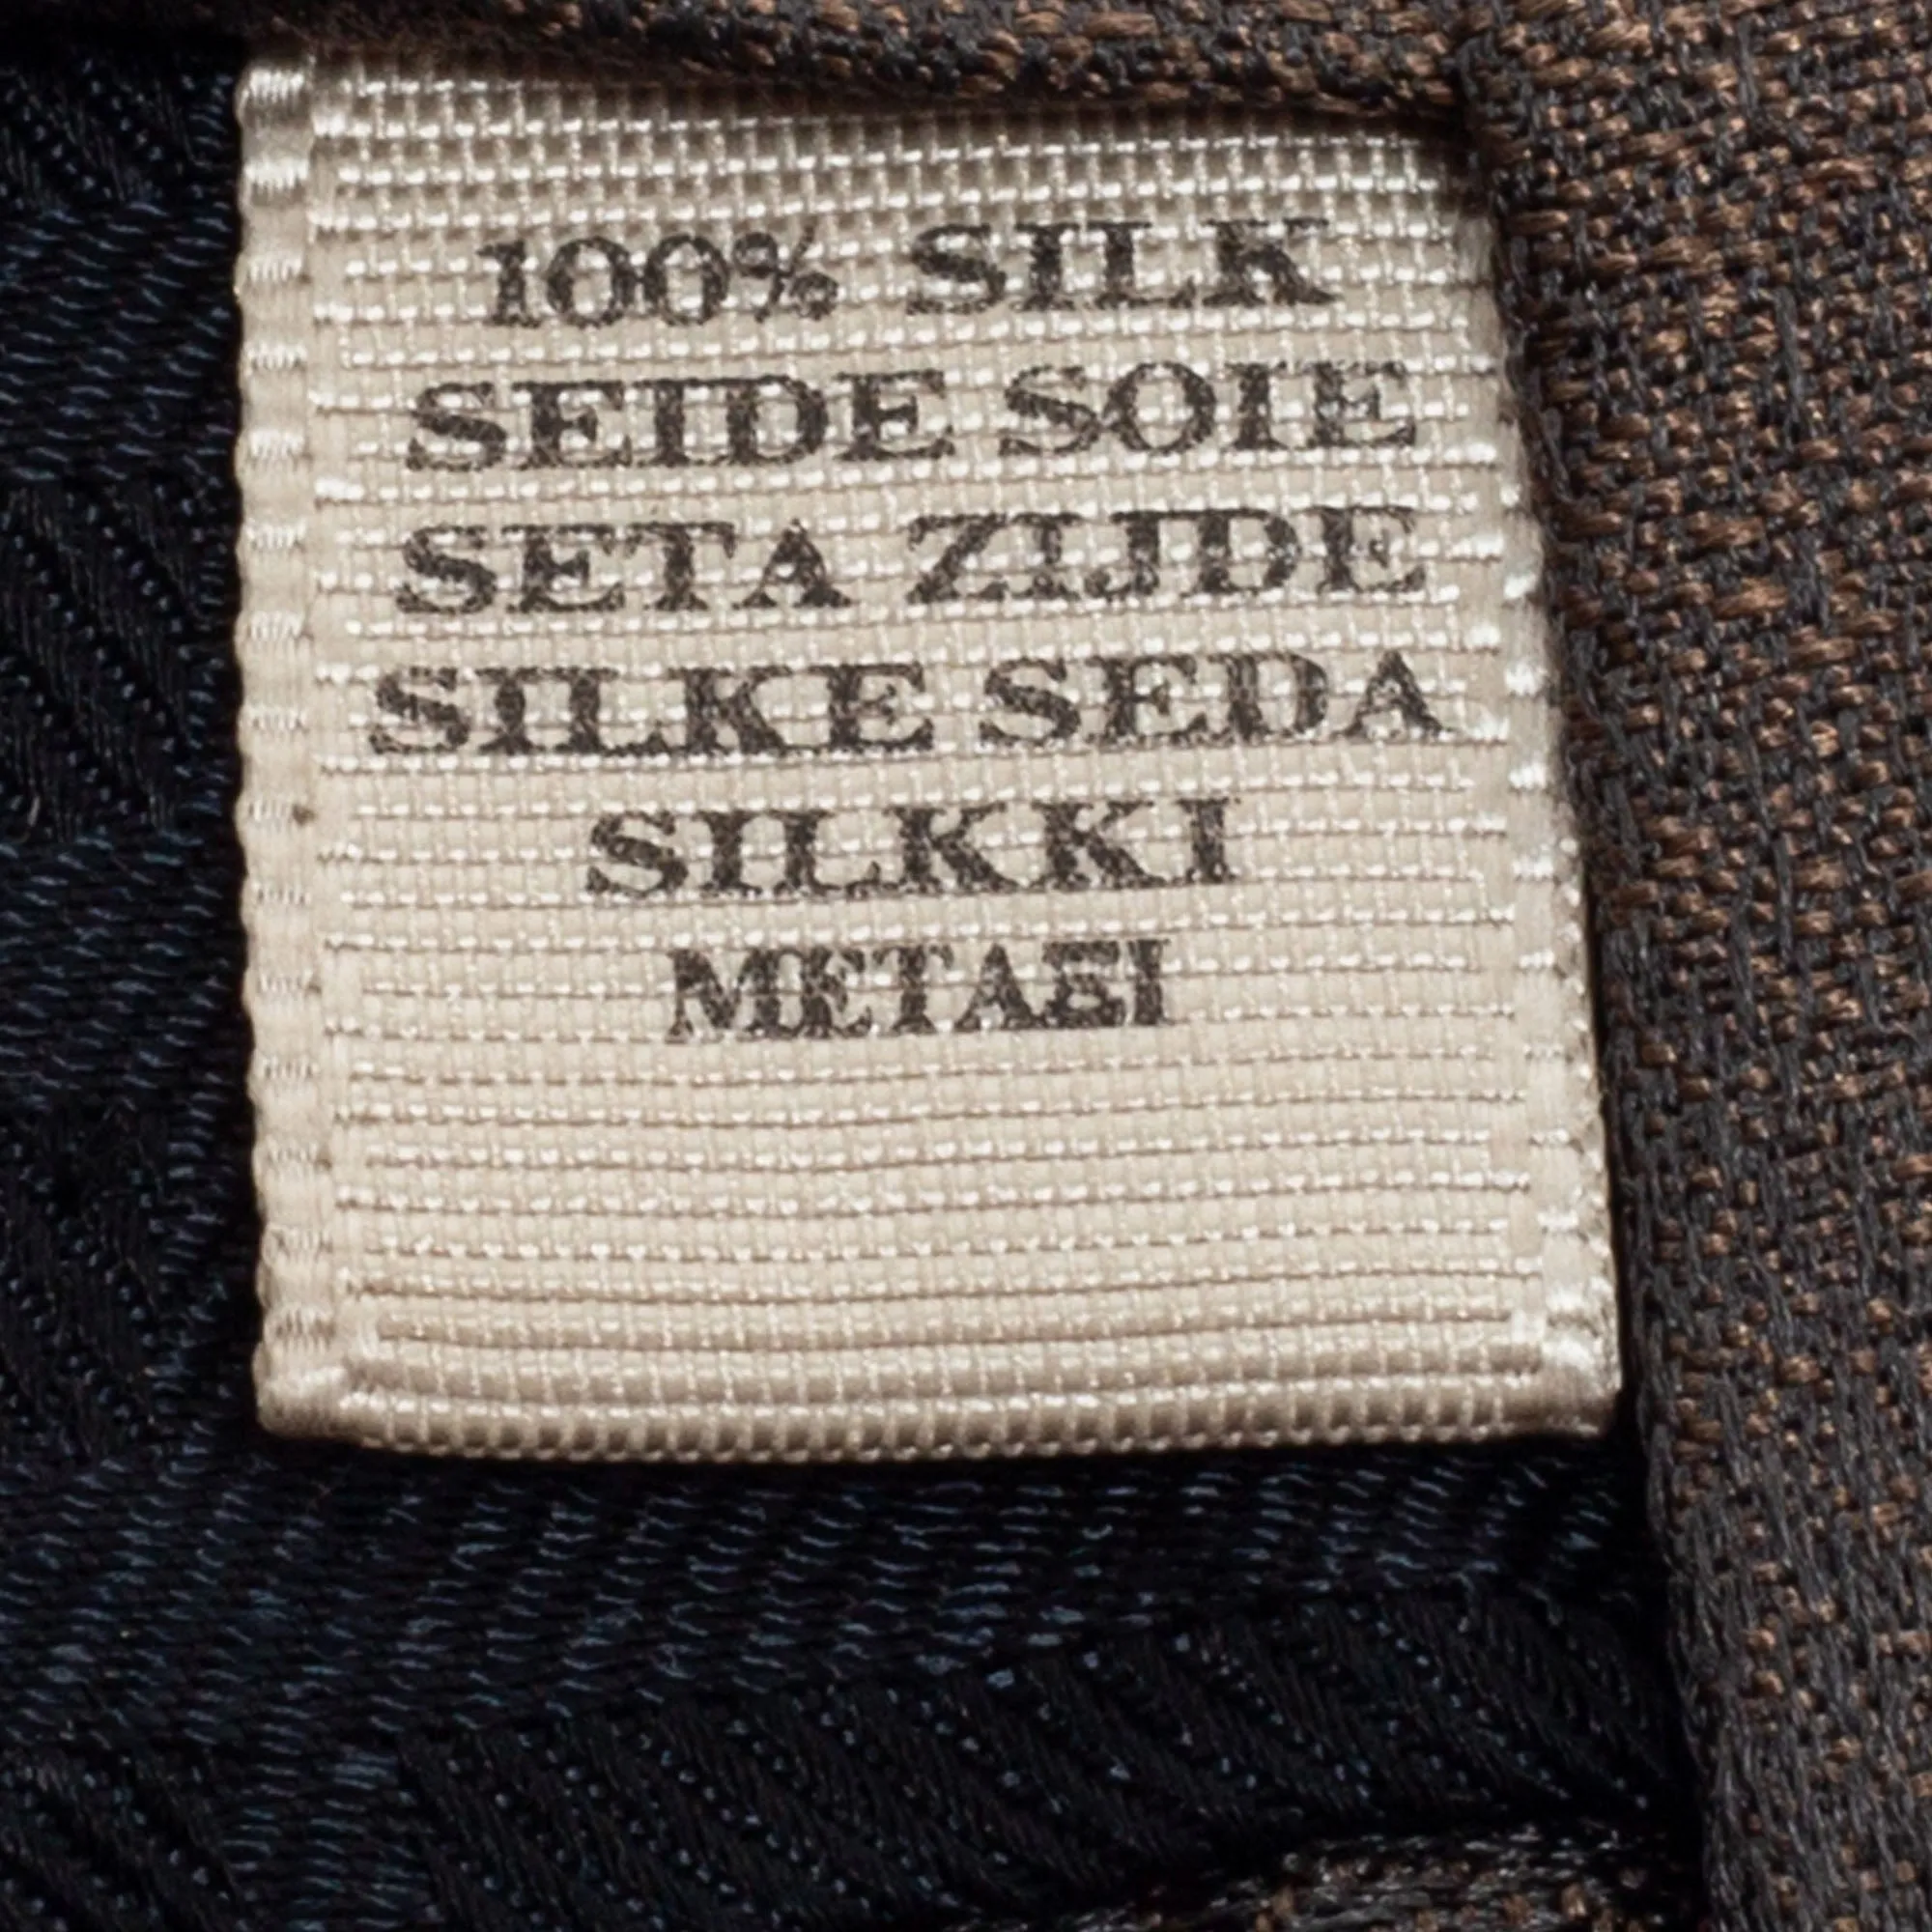 100% SILK
SEIDE SOIE
SETA ZIJDE
SILKE SEDA
SILKKI
ΜΕΤΑΞΙ